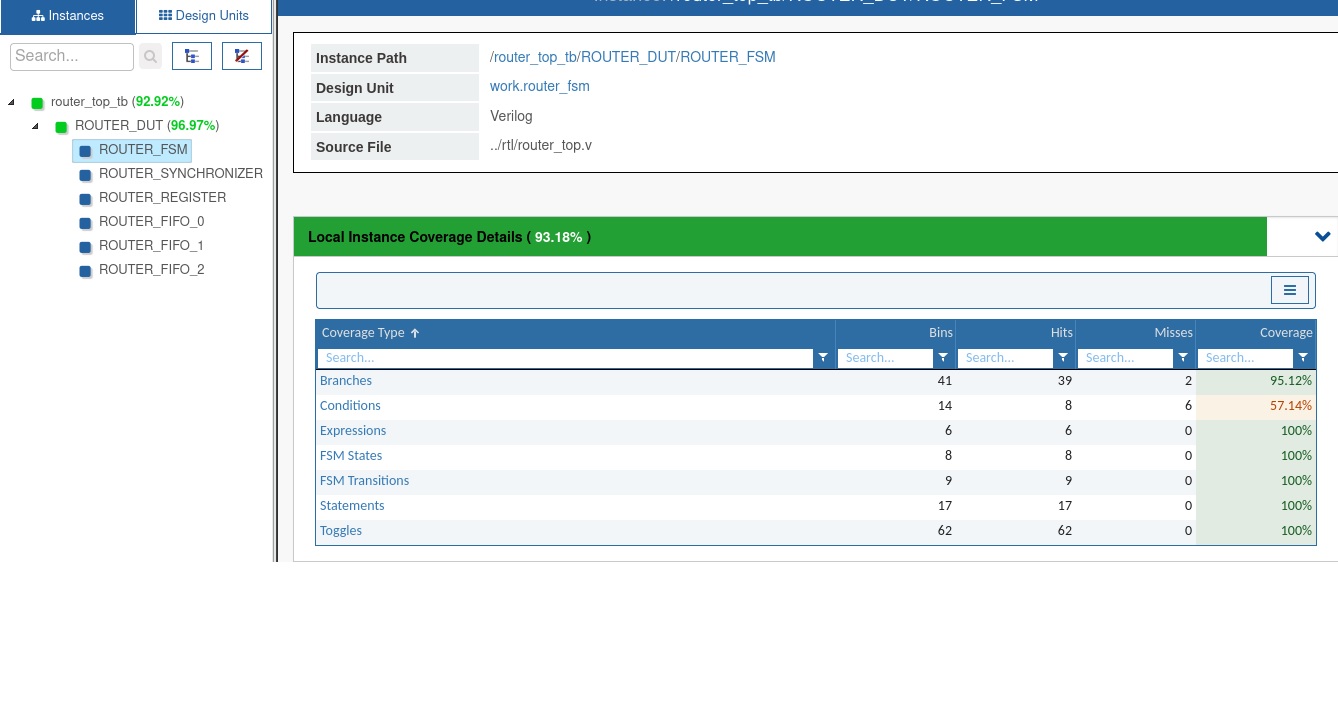 Instances
Design Units
Search...
router_top_tb (92.92%)
ROUTER_DUT (96.97%)
ROUTER_FSM
ROUTER_SYNCHRONIZER
ROUTER_REGISTER
ROUTER_FIFO_0
ROUTER_FIFO_1
ROUTER_FIFO_2
Instance: /router_top_tb/ROUTER_DUT/ROUTER_FSM
Instance Path /router_top_tb/ROUTER_DUT/ROUTER_FSM
Design Unit work.router_fsm
Language Verilog
Source File ../rtl/router_top.v
Local Instance Coverage Details ( 93.18% )
Coverage Type Bins Hits Misses Coverage
Search... Search... Search... Search... Search...
Branches 41 39 2 95.12%
Conditions 14 8 6 57.14%
Expressions 6 6 0 100%
FSM States 8 8 0 100%
FSM Transitions 9 9 0 100%
Statements 17 17 0 100%
Toggles 62 62 0 100%